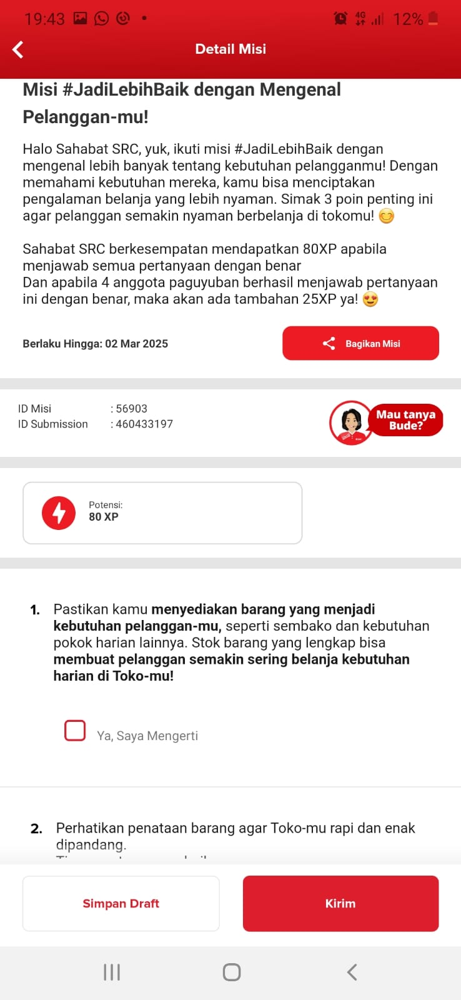 19:43
4G
12%
Detail Misi
Misi #JadiLebihBaik dengan Mengenal
Pelanggan-mu!
Halo Sahabat SRC, yuk, ikuti misi #JadiLebihBaik dengan
mengenal lebih banyak tentang kebutuhan pelangganmu! Dengan
memahami kebutuhan mereka, kamu bisa menciptakan
pengalaman belanja yang lebih nyaman. Simak 3 poin penting ini
agar pelanggan semakin nyaman berbelanja di tokomu! 😊
Sahabat SRC berkesempatan mendapatkan 80XP apabila
menjawab semua pertanyaan dengan benar
Dan apabila 4 anggota paguyuban berhasil menjawab pertanyaan
ini dengan benar, maka akan ada tambahan 25XP ya! 😍
Berlaku Hingga: 02 Mar 2025
Bagikan Misi
ID Misi : 56903
ID Submission : 460433197
Mau tanya
Bude?
Potensi:
80 XP
1. Pastikan kamu menyediakan barang yang menjadi
kebutuhan pelanggan-mu, seperti sembako dan kebutuhan
pokok harian lainnya. Stok barang yang lengkap bisa
membuat pelanggan semakin sering belanja kebutuhan
harian di Toko-mu!
Ya, Saya Mengerti
2. Perhatikan penataan barang agar Toko-mu rapi dan enak
dipandang.
Simpan Draft
Kirim